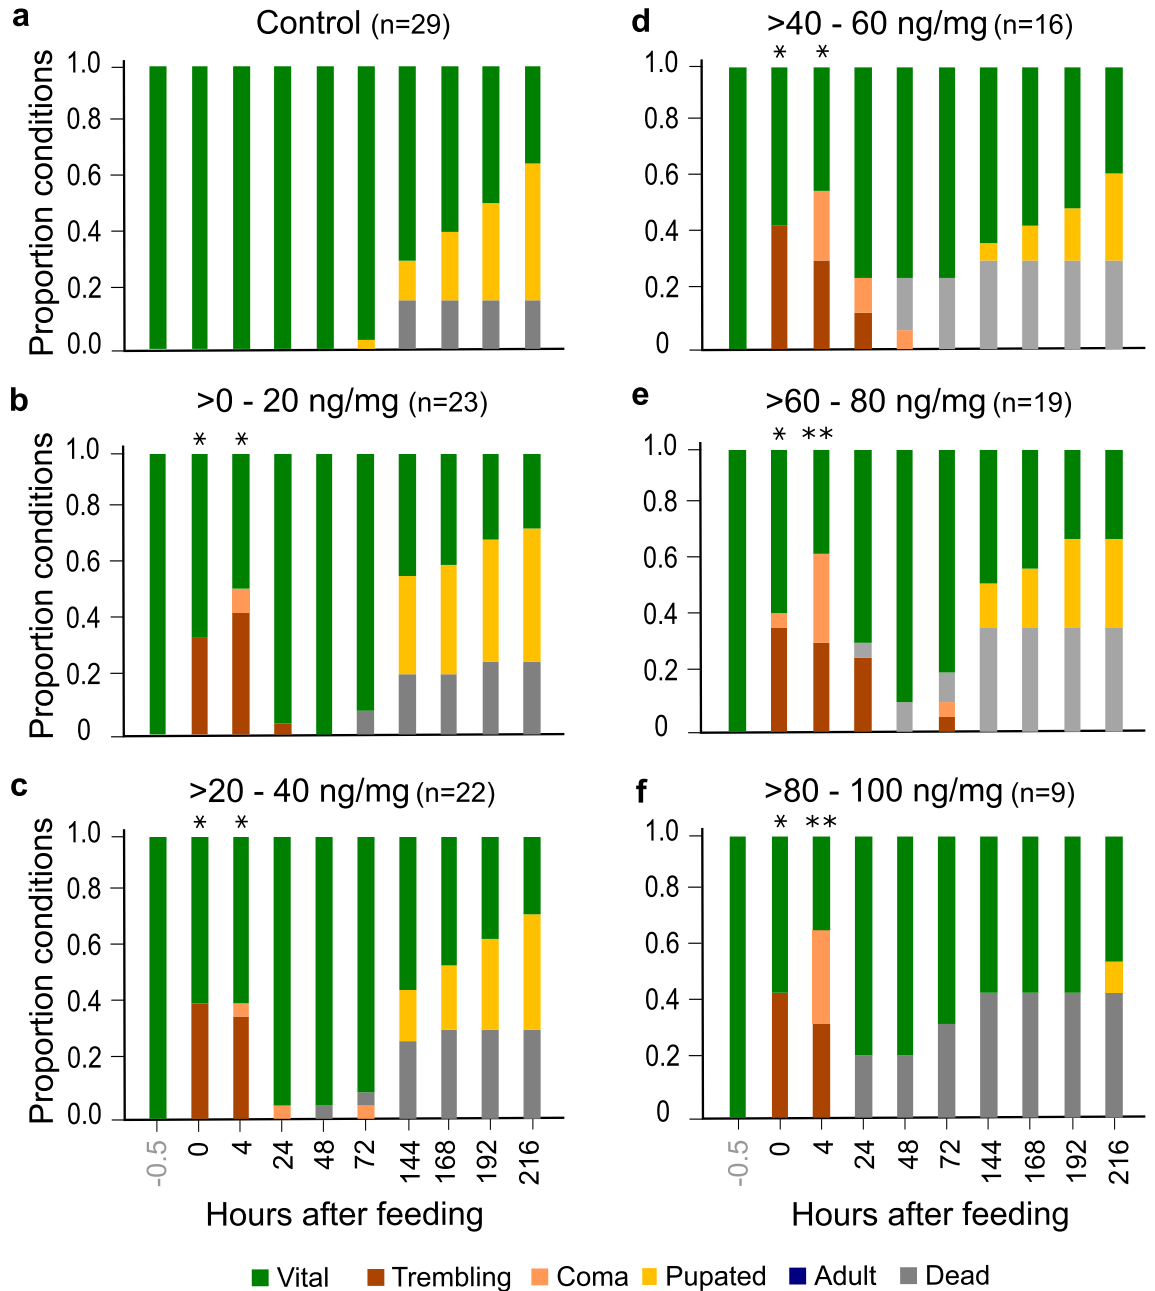 a
Control (n=29)
Proportion conditions
1.0
0.8
0.6
0.4
0.2
0.0
b
>0 - 20 ng/mg (n=23)
* *
Proportion conditions
1.0
0.8
0.6
0.4
0.2
0
c
>20 - 40 ng/mg (n=22)
* *
Proportion conditions
1.0
0.8
0.6
0.4
0.2
0.0
-0.5 0 4 24 48 72 144 168 192 216
Hours after feeding
d
>40 - 60 ng/mg (n=16)
* *
1.0
0.8
0.6
0.4
0.2
0
e
>60 - 80 ng/mg (n=19)
* **
1.0
0.8
0.6
0.4
0.2
0
f
>80 - 100 ng/mg (n=9)
* **
1.0
0.8
0.6
0.4
0.2
0
-0.5 0 4 24 48 72 144 168 192 216
Hours after feeding
Vital Trembling Coma Pupated Adult Dead